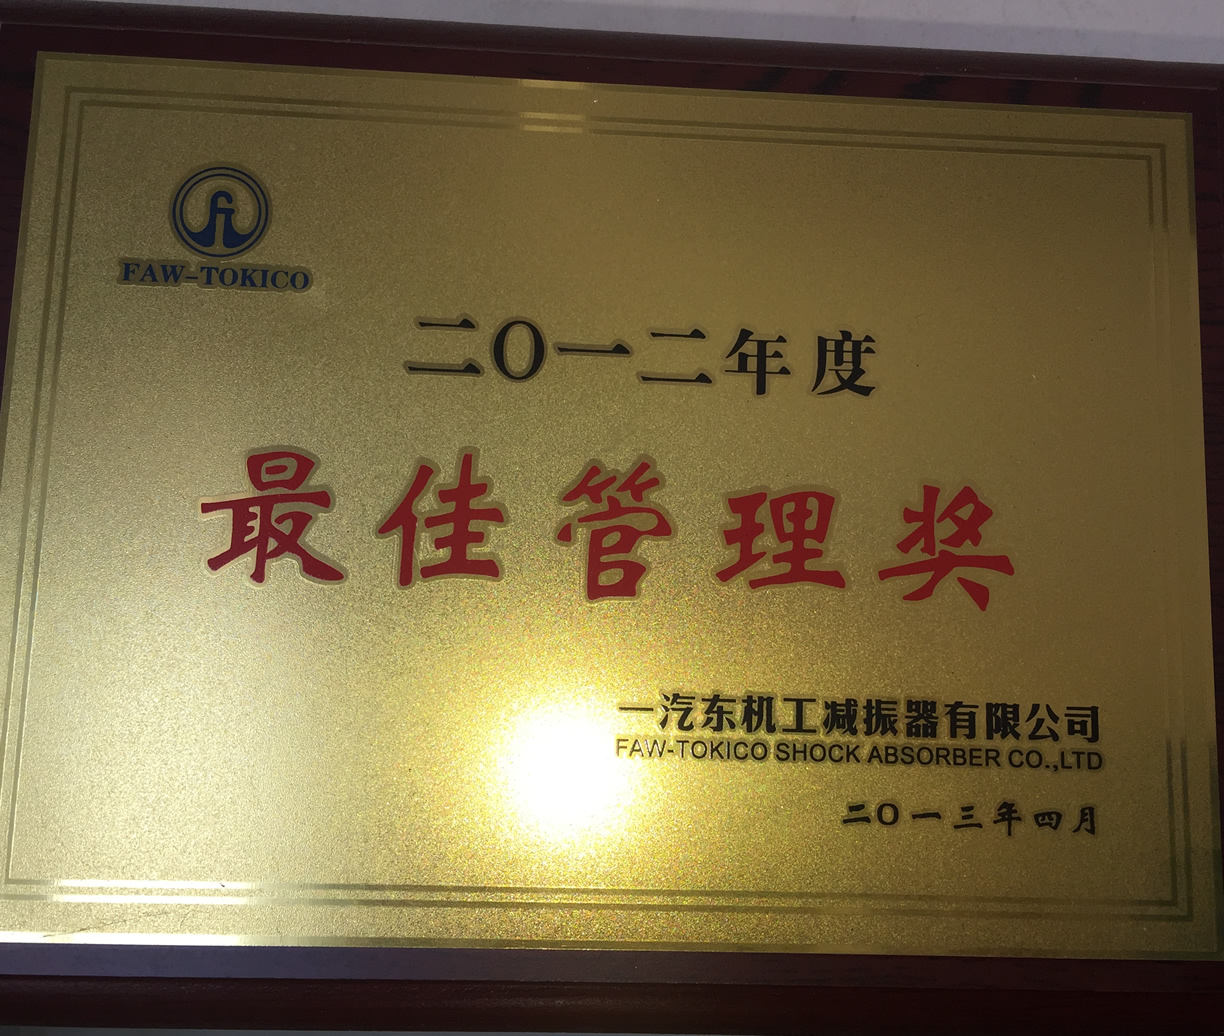 FAW-TOKICO
二〇一二年度
最佳管理奖
一汽东机工减振器有限公司
FAW-TOKICO SHOCK ABSORBER CO.,LTD
二〇一三年四月